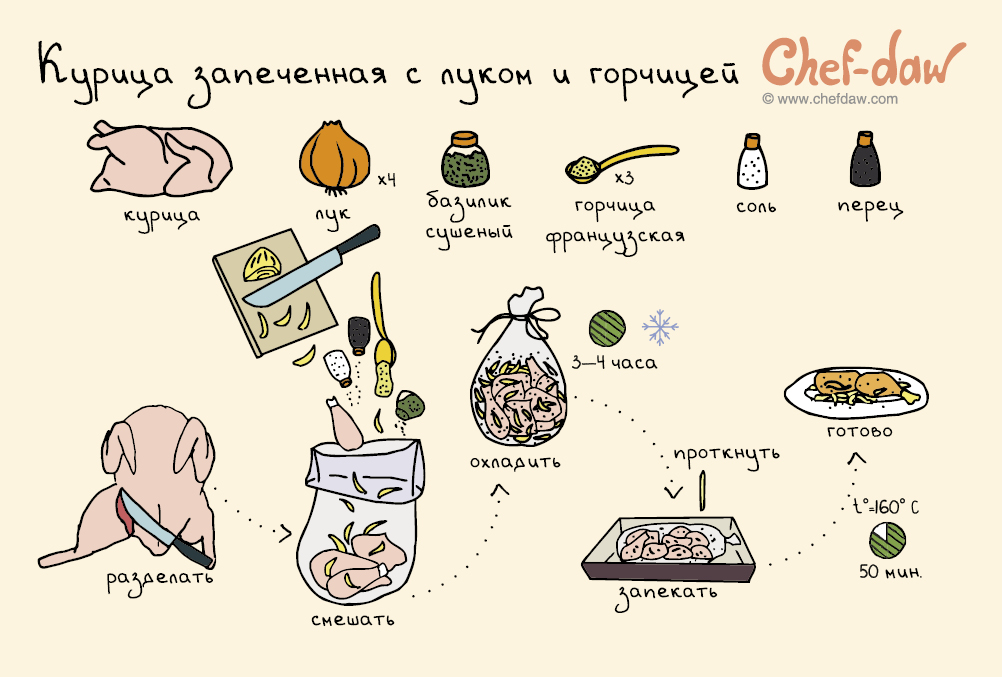 Курица запеченная с луком и горчицей
Chef-daw
© www.chefdaw.com
курица
лук
x4
базилик
сушеный
горчица
французская
x3
соль
перец
разделать
смешать
охладить
3–4 часа
проткнуть
запекать
t°=160° C
50 мин.
готово